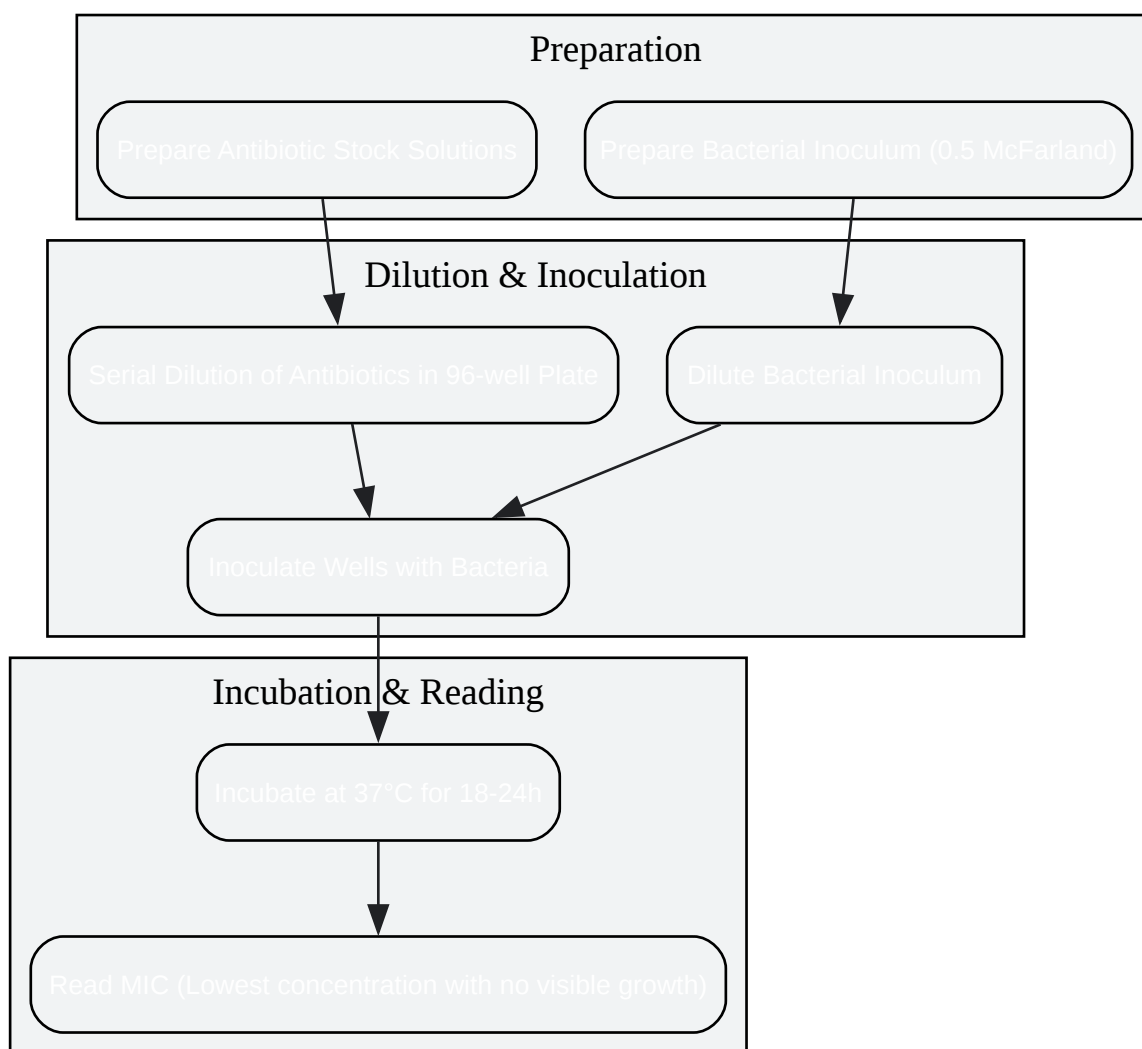 Preparation
Prepare Antibiotic Stock Solutions
Prepare Bacterial Inoculum (0.5 McFarland)
Dilution & Inoculation
Serial Dilution of Antibiotics in 96-well Plate
Dilute Bacterial Inoculum
Inoculate Wells with Bacteria
Incubation & Reading
Incubate at 37°C for 18-24h
Read MIC (Lowest concentration with no visible growth)